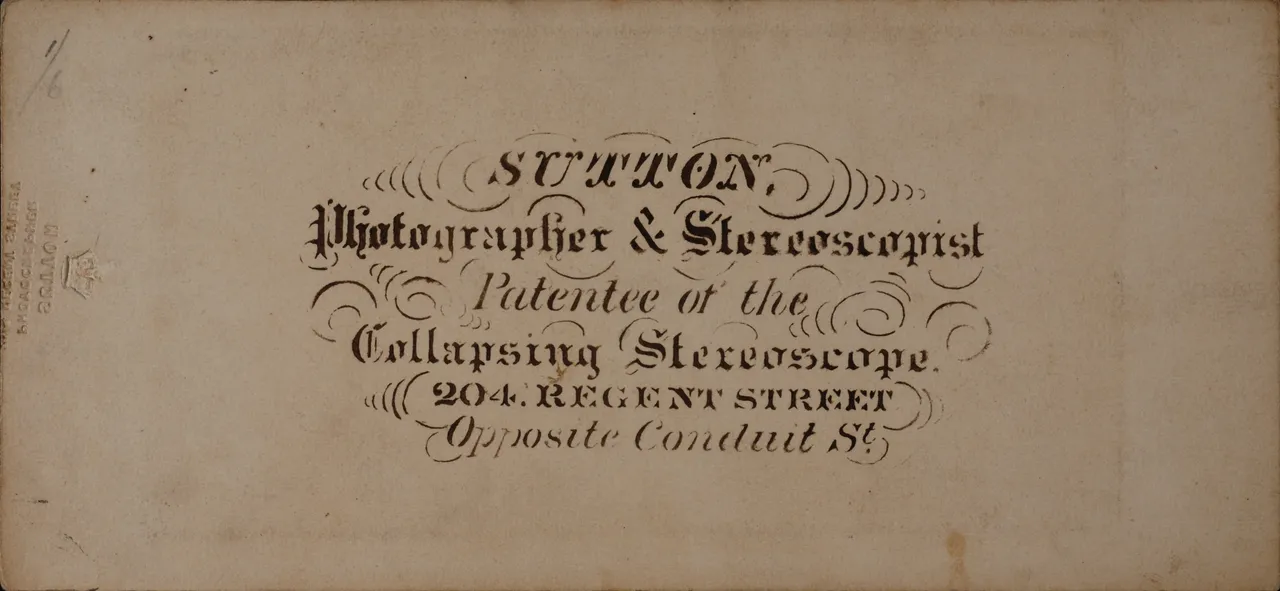 1/6
SUTTON,
Photographer & Stereoscopist
Patentee of the
Collapsing Stereoscope.
204. REGENT STREET
Opposite Conduit St.